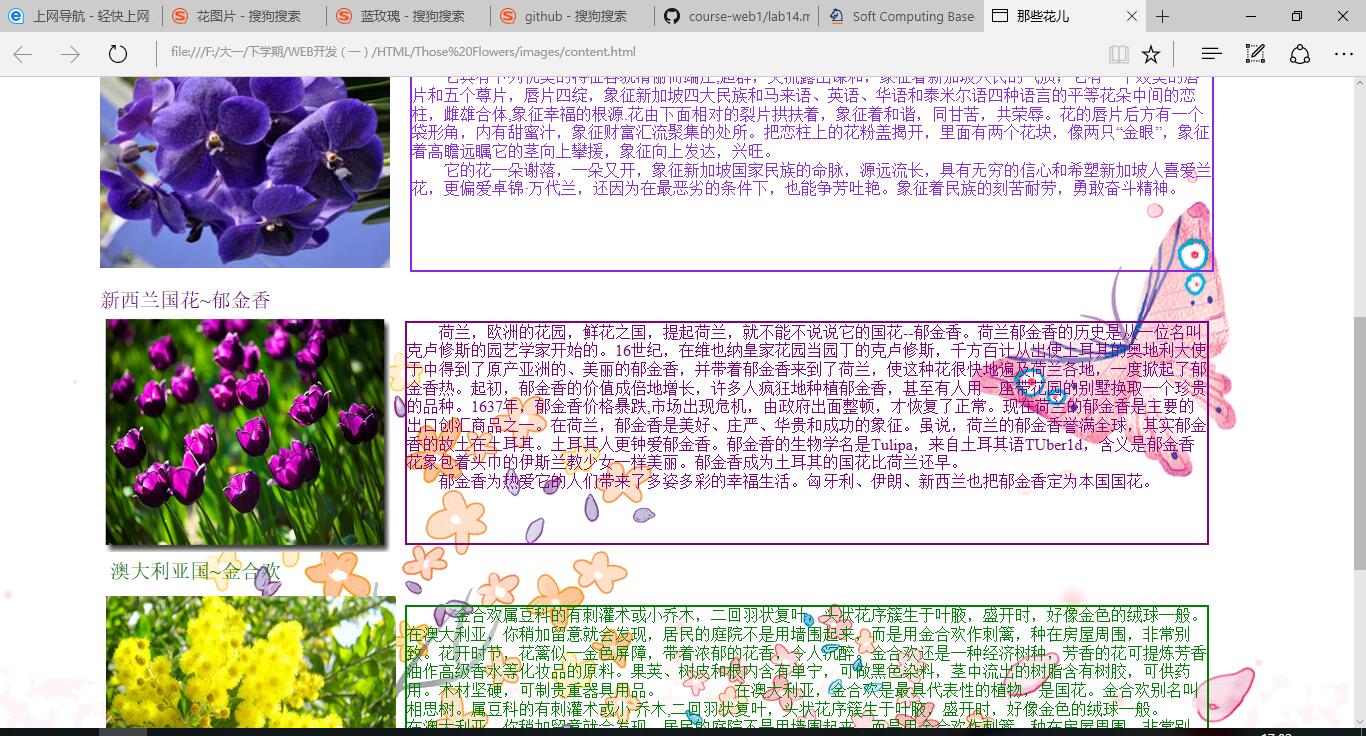 上网导航 - 轻快上网
花图片 - 搜狗搜索
蓝玫瑰 - 搜狗搜索
github - 搜狗搜索
course-web1/lab14.m
Soft Computing Base
那些花儿
file:///F:/大一/下学期/WEB开发（一）/HTML/Those%20Flowers/images/content.html
片和五个萼片，唇片四绽，象征新加坡四大民族和马来语、英语、华语和泰米尔语四种语言的平等花朵中间的恋
柱，雌雄合体,象征幸福的根源.花由下面相对的裂片拱扶着，象征着和谐，同甘苦，共荣辱。花的唇片后方有一个
袋形角，内有甜蜜汁，象征财富汇流聚集的处所。把恋柱上的花粉盖揭开，里面有两个花块，像两只“金眼”，象征
着高瞻远瞩它的茎向上攀援，象征向上发达，兴旺。
它的花一朵谢落，一朵又开，象征新加坡国家民族的命脉，源远流长，具有无穷的信心和希塑新加坡人喜爱兰
花，更偏爱卓锦·万代兰，还因为在最恶劣的条件下，也能争芳吐艳。象征着民族的刻苦耐劳，勇敢奋斗精神。
新西兰国花~郁金香
荷兰，欧洲的花园，鲜花之国，提起荷兰，就不能不说说它的国花--郁金香。荷兰郁金香的历史是从一位名叫
克卢修斯的园艺学家开始的。16世纪，在维也纳皇家花园当园丁的克卢修斯，千方百计从出使土耳其的奥地利大使
手中得到了原产亚洲的、美丽的郁金香，并带着郁金香来到了荷兰，使这种花很快地遍及荷兰各地，一度掀起了郁
金香热。起初，郁金香的价值成倍地增长，许多人疯狂地种植郁金香，甚至有人用一座带花园的别墅换取一个珍贵
的品种。1637年，郁金香价格暴跌,市场出现危机，由政府出面整顿，才恢复了正常。现在荷兰的郁金香是主要的
出口创汇商品之一。在荷兰，郁金香是美好、庄严、华贵和成功的象征。虽说，荷兰的郁金香誉满全球，其实郁金
香的故土在土耳其。土耳其人更钟爱郁金香。郁金香的生物学名是Tulipa，来自土耳其语TUber1d，含义是郁金香
花象包着头巾的伊斯兰教少女一样美丽。郁金香成为土耳其的国花比荷兰还早。
郁金香为热爱它的人们带来了多姿多彩的幸福生活。匈牙利、伊朗、新西兰也把郁金香定为本国国花。
澳大利亚国~金合欢
金合欢属豆科的有刺灌术或小乔木，二回羽状复叶，头状花序簇生于叶腋，盛开时，好像金色的绒球一般。
在澳大利亚，你稍加留意就会发现，居民的庭院不是用墙围起来，而是用金合欢作刺篱，种在房屋周围，非常别
致。花开时节，花篱似一金色屏障，带着浓郁的花香，令人沉醉。金合欢还是一种经济树种，芳香的花可提炼芳香
油作高级香水等化妆品的原料。果荚、树皮和根内含有单宁，可做黑色染料，茎中流出的树脂含有树胶，可供药
用。木材坚硬，可制贵重器具用品。 在澳大利亚，金合欢是最具代表性的植物，是国花。金合欢别名叫
相思树。属豆科的有刺灌术或小乔木,二回羽状复叶，头状花序簇生于叶腋，盛开时，好像金色的绒球一般。